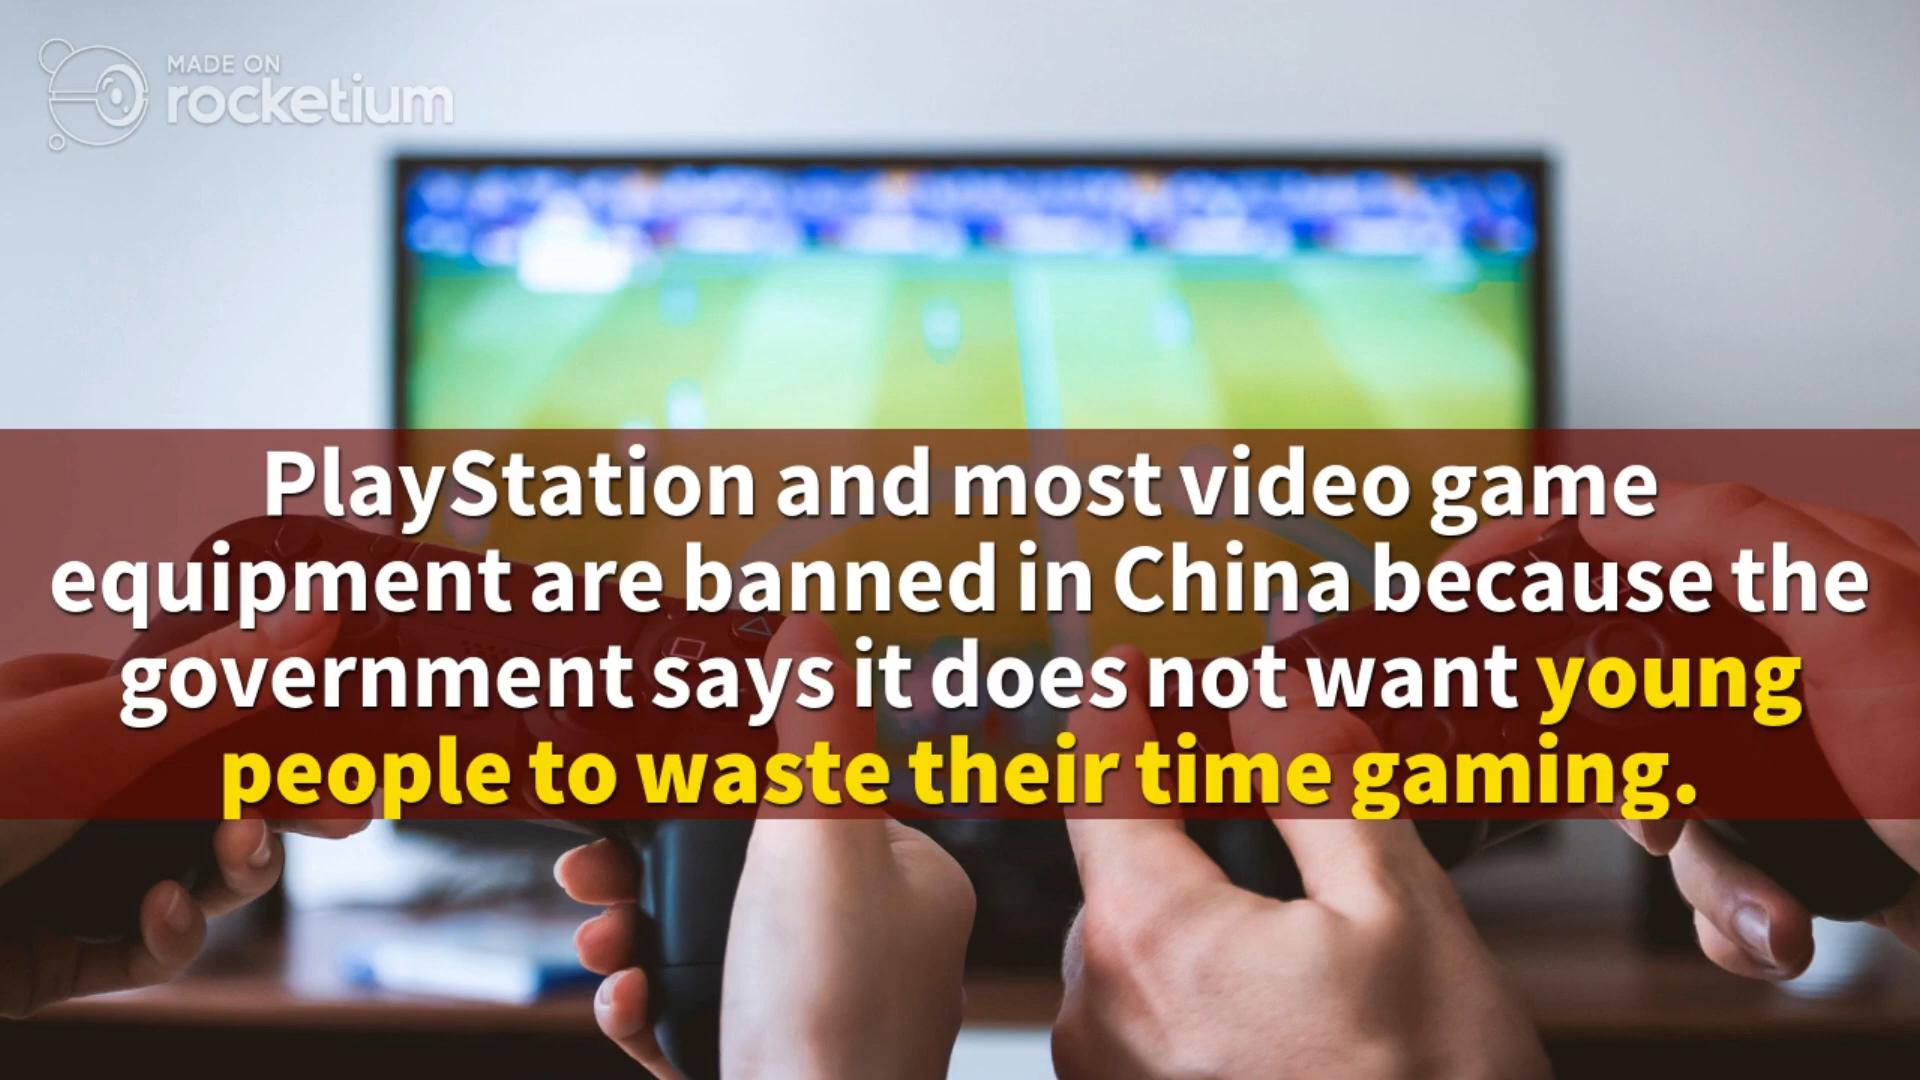 MADE ON
rocketium
PlayStation and most video game
equipment are banned in China because the
government says it does not want young
people to waste their time gaming.